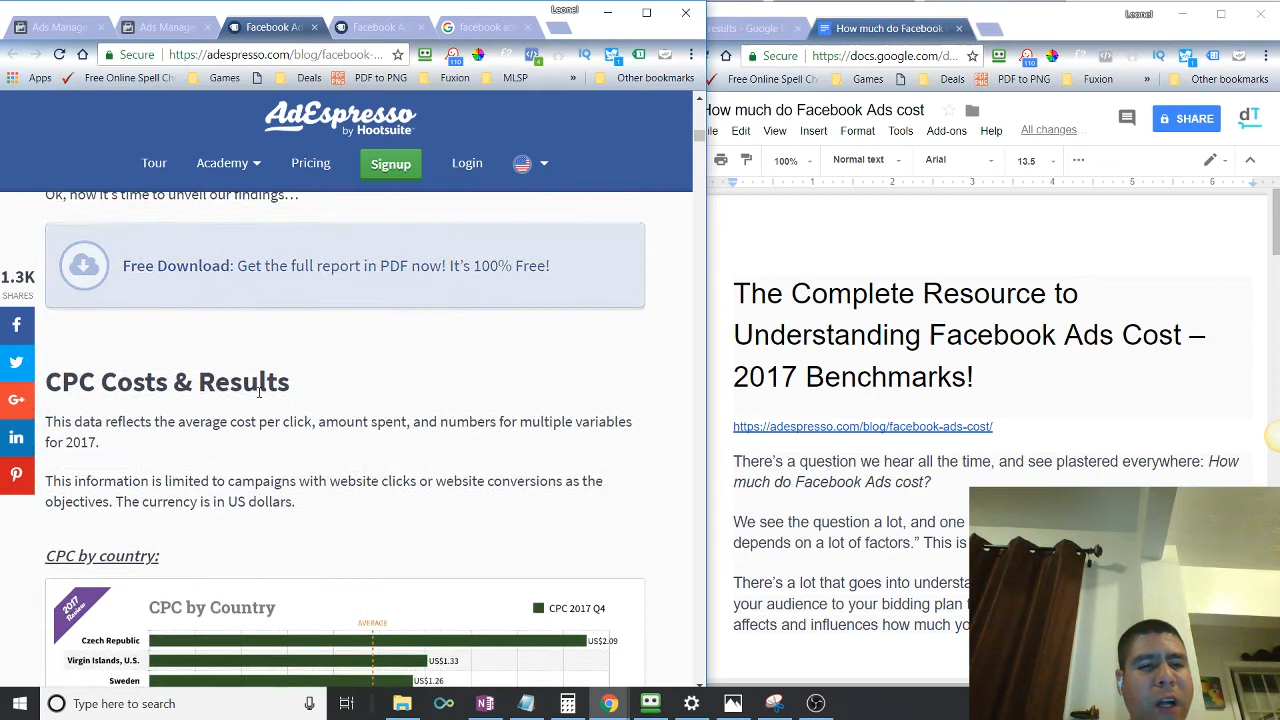 Leonel
Ads Manage
Ads Manage
Facebook Ad
Facebook Ad
facebook ads
Secure
https://adespresso.com/blog/facebook-...
Apps
Free Online Spell Ch
Games
Deals
PDF to PNG
Fuxion
MLSP
»
Other bookmarks
AdEspresso
by Hootsuite
Tour
Academy
Pricing
Signup
Login
Ok, now it's time to unveil our findings…
Free Download: Get the full report in PDF now! It's 100% Free!
1.3K
SHARES
CPC Costs & Results
This data reflects the average cost per click, amount spent, and numbers for multiple variables
for 2017.
This information is limited to campaigns with website clicks or website conversions as the
objectives. The currency is in US dollars.
CPC by country:
2017
Review
CPC by Country
CPC 2017 Q4
AVERAGE
Czech Republic
US$2.09
Virgin Islands, U.S.
US$1.33
Sweden
US$1.26
Leonel
results - Google
How much do Facebook
Secure
https://docs.google.com/d...
Free Online Spell Ch
Games
Deals
PDF to PNG
Fuxion
»
Other bookmarks
How much do Facebook Ads cost
ile
Edit
View
Insert
Format
Tools
Add-ons
Help
All changes...
SHARE
dT
100%
Normal text
Arial
13.5
1
2
3
4
5
6
The Complete Resource to
Understanding Facebook Ads Cost –
2017 Benchmarks!
https://adespresso.com/blog/facebook-ads-cost/
There's a question we hear all the time, and see plastered everywhere: How
much do Facebook Ads cost?
We see the question a lot, and one
depends on a lot of factors." This is
There's a lot that goes into understa
your audience to your bidding plan
affects and influences how much yo
Type here to search